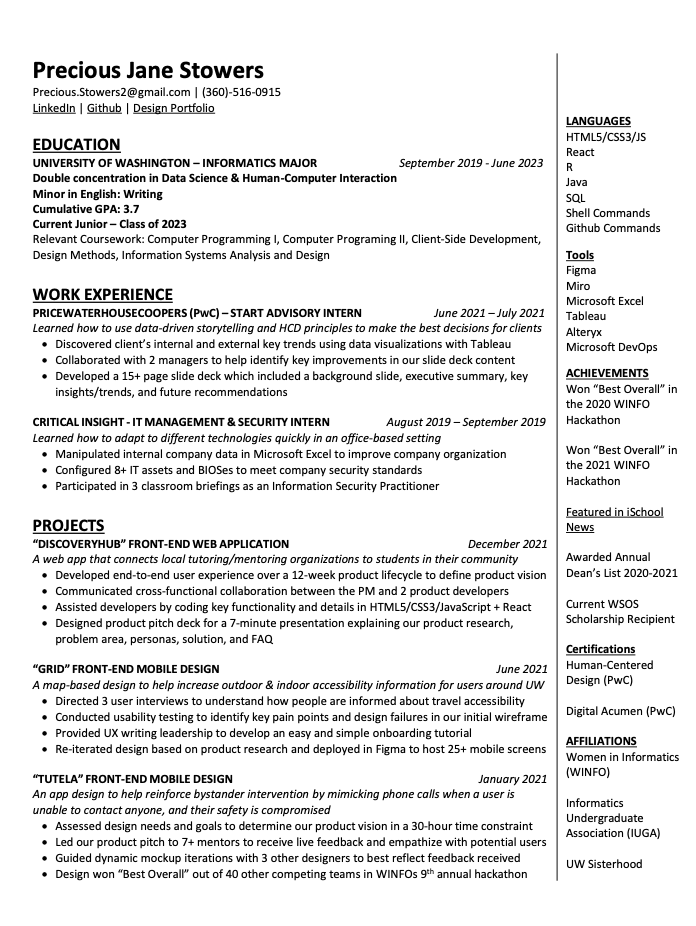 Precious Jane Stowers
Precious.Stowers2@gmail.com | (360)-516-0915
LinkedIn | Github | Design Portfolio
EDUCATION
UNIVERSITY OF WASHINGTON – INFORMATICS MAJOR September 2019 - June 2023
Double concentration in Data Science & Human-Computer Interaction
Minor in English: Writing
Cumulative GPA: 3.7
Current Junior – Class of 2023
Relevant Coursework: Computer Programming I, Computer Programing II, Client-Side Development,
Design Methods, Information Systems Analysis and Design
WORK EXPERIENCE
PRICEWATERHOUSECOOPERS (PwC) – START ADVISORY INTERN June 2021 – July 2021
Learned how to use data-driven storytelling and HCD principles to make the best decisions for clients
• Discovered client’s internal and external key trends using data visualizations with Tableau
• Collaborated with 2 managers to help identify key improvements in our slide deck content
• Developed a 15+ page slide deck which included a background slide, executive summary, key
insights/trends, and future recommendations
CRITICAL INSIGHT - IT MANAGEMENT & SECURITY INTERN August 2019 – September 2019
Learned how to adapt to different technologies quickly in an office-based setting
• Manipulated internal company data in Microsoft Excel to improve company organization
• Configured 8+ IT assets and BIOSes to meet company security standards
• Participated in 3 classroom briefings as an Information Security Practitioner
PROJECTS
“DISCOVERYHUB” FRONT-END WEB APPLICATION December 2021
A web app that connects local tutoring/mentoring organizations to students in their community
• Developed end-to-end user experience over a 12-week product lifecycle to define product vision
• Communicated cross-functional collaboration between the PM and 2 product developers
• Assisted developers by coding key functionality and details in HTML5/CSS3/JavaScript + React
• Designed product pitch deck for a 7-minute presentation explaining our product research,
problem area, personas, solution, and FAQ
“GRID” FRONT-END MOBILE DESIGN June 2021
A map-based design to help increase outdoor & indoor accessibility information for users around UW
• Directed 3 user interviews to understand how people are informed about travel accessibility
• Conducted usability testing to identify key pain points and design failures in our initial wireframe
• Provided UX writing leadership to develop an easy and simple onboarding tutorial
• Re-iterated design based on product research and deployed in Figma to host 25+ mobile screens
“TUTELA” FRONT-END MOBILE DESIGN January 2021
An app design to help reinforce bystander intervention by mimicking phone calls when a user is
unable to contact anyone, and their safety is compromised
• Assessed design needs and goals to determine our product vision in a 30-hour time constraint
• Led our product pitch to 7+ mentors to receive live feedback and empathize with potential users
• Guided dynamic mockup iterations with 3 other designers to best reflect feedback received
• Design won “Best Overall” out of 40 other competing teams in WINFOs 9th annual hackathon
LANGUAGES
HTML5/CSS3/JS
React
R
Java
SQL
Shell Commands
Github Commands
Tools
Figma
Miro
Microsoft Excel
Tableau
Alteryx
Microsoft DevOps
ACHIEVEMENTS
Won “Best Overall” in
the 2020 WINFO
Hackathon
Won “Best Overall” in
the 2021 WINFO
Hackathon
Featured in iSchool
News
Awarded Annual
Dean’s List 2020-2021
Current WSOS
Scholarship Recipient
Certifications
Human-Centered
Design (PwC)
Digital Acumen (PwC)
AFFILIATIONS
Women in Informatics
(WINFO)
Informatics
Undergraduate
Association (IUGA)
UW Sisterhood